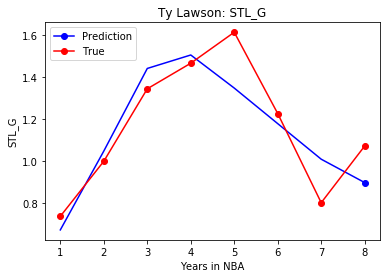 Ty Lawson: STL_G
Prediction
True
1.6
1.4
1.2
1.0
0.8
STL_G
1 2 3 4 5 6 7 8
Years in NBA